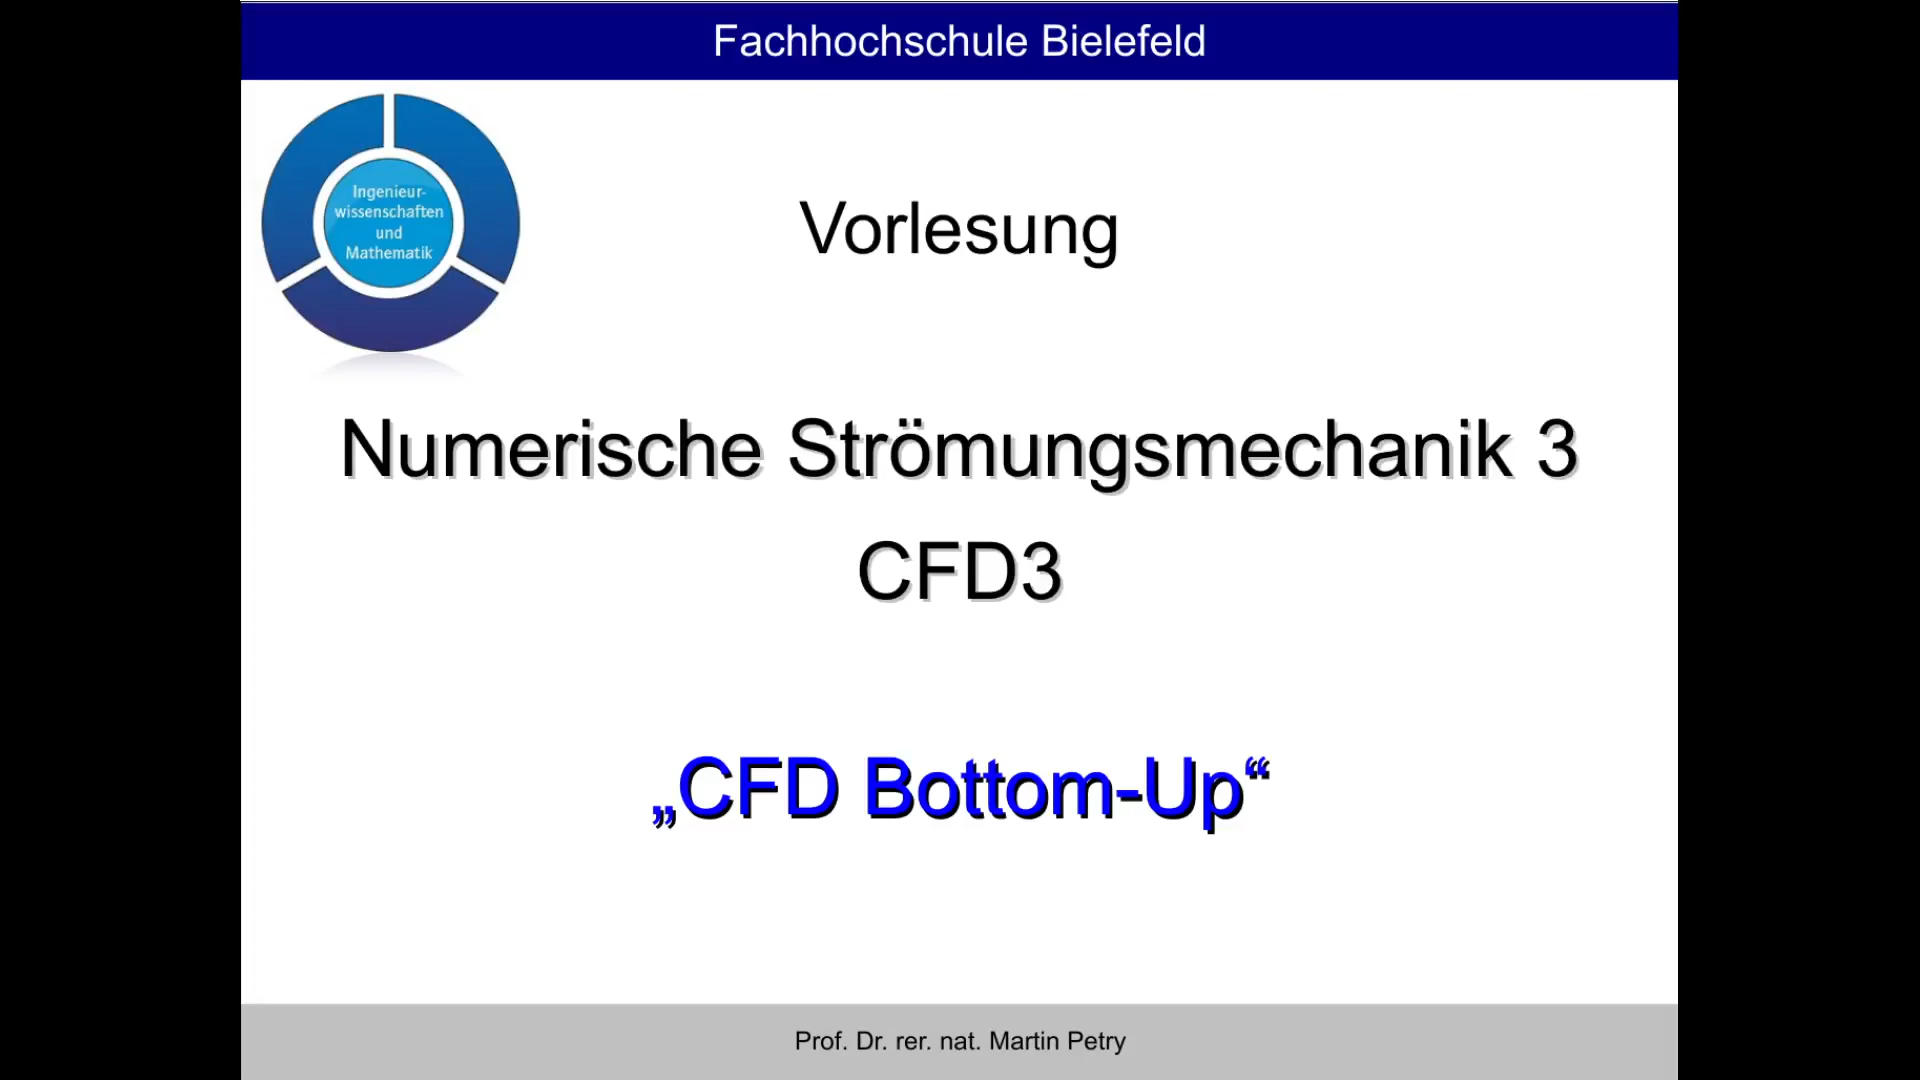 Fachhochschule Bielefeld
Ingenieur-
wissenschaften
und
Mathematik
Vorlesung
Numerische Strömungsmechanik 3
CFD3
„CFD Bottom-Up“
Prof. Dr. rer. nat. Martin Petry